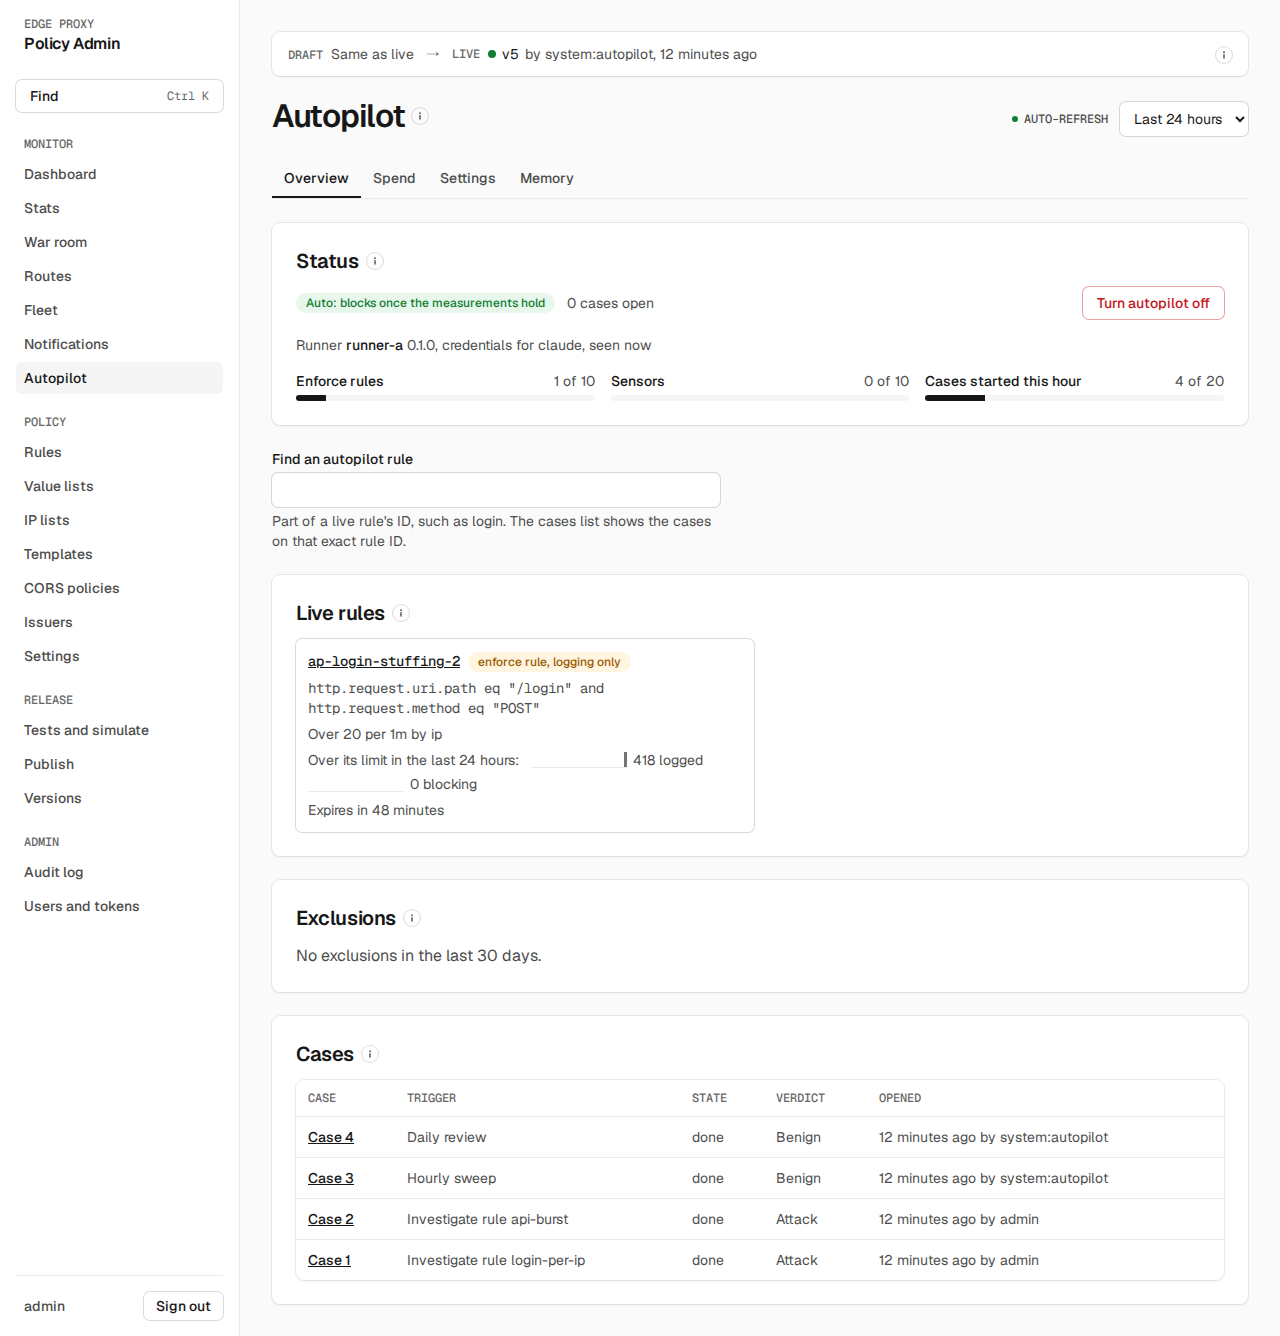 EDGE PROXY
Policy Admin
Find Ctrl K
MONITOR
Dashboard
Stats
War room
Routes
Fleet
Notifications
Autopilot
POLICY
Rules
Value lists
IP lists
Templates
CORS policies
Issuers
Settings
RELEASE
Tests and simulate
Publish
Versions
ADMIN
Audit log
Users and tokens
admin Sign out
DRAFT Same as live → LIVE v5 by system:autopilot, 12 minutes ago
Autopilot
AUTO-REFRESH Last 24 hours
Overview Spend Settings Memory
Status
Auto: blocks once the measurements hold 0 cases open Turn autopilot off
Runner runner-a 0.1.0, credentials for claude, seen now
Enforce rules 1 of 10 Sensors 0 of 10 Cases started this hour 4 of 20
Find an autopilot rule
Part of a live rule's ID, such as login. The cases list shows the cases
on that exact rule ID.
Live rules
ap-login-stuffing-2 enforce rule, logging only
http.request.uri.path eq "/login" and
http.request.method eq "POST"
Over 20 per 1m by ip
Over its limit in the last 24 hours: 418 logged
0 blocking
Expires in 48 minutes
Exclusions
No exclusions in the last 30 days.
Cases
CASE TRIGGER STATE VERDICT OPENED
Case 4 Daily review done Benign 12 minutes ago by system:autopilot
Case 3 Hourly sweep done Benign 12 minutes ago by system:autopilot
Case 2 Investigate rule api-burst done Attack 12 minutes ago by admin
Case 1 Investigate rule login-per-ip done Attack 12 minutes ago by admin